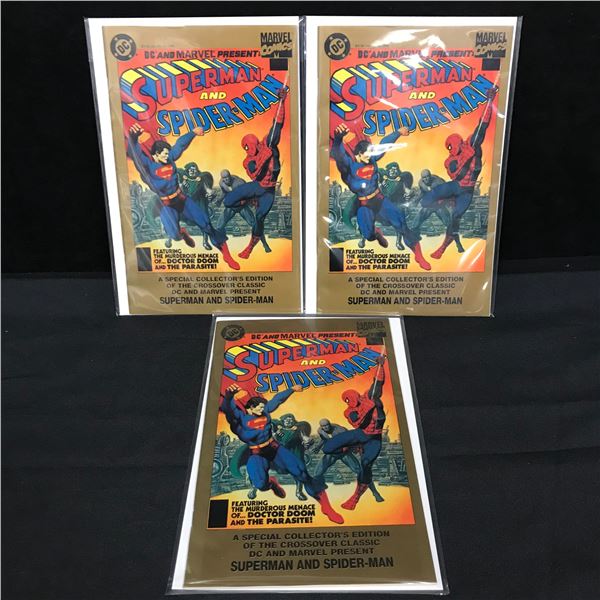 DC
DC AND MARVEL PRESENT:
MARVEL COMICS
SUPERMAN
AND
SPIDER-MAN
FEATURING
THE MURDEROUS MENACE
OF... DOCTOR DOOM
AND THE PARASITE!
A SPECIAL COLLECTOR'S EDITION
OF THE CROSSOVER CLASSIC
DC AND MARVEL PRESENT
SUPERMAN AND SPIDER-MAN
DC
DC AND MARVEL PRESENT:
MARVEL COMICS
SUPERMAN
AND
SPIDER-MAN
FEATURING
THE MURDEROUS MENACE
OF... DOCTOR DOOM
AND THE PARASITE!
A SPECIAL COLLECTOR'S EDITION
OF THE CROSSOVER CLASSIC
DC AND MARVEL PRESENT
SUPERMAN AND SPIDER-MAN
DC
DC AND MARVEL PRESENT:
MARVEL COMICS
SUPERMAN
AND
SPIDER-MAN
FEATURING
THE MURDEROUS MENACE
OF... DOCTOR DOOM
AND THE PARASITE!
A SPECIAL COLLECTOR'S EDITION
OF THE CROSSOVER CLASSIC
DC AND MARVEL PRESENT
SUPERMAN AND SPIDER-MAN